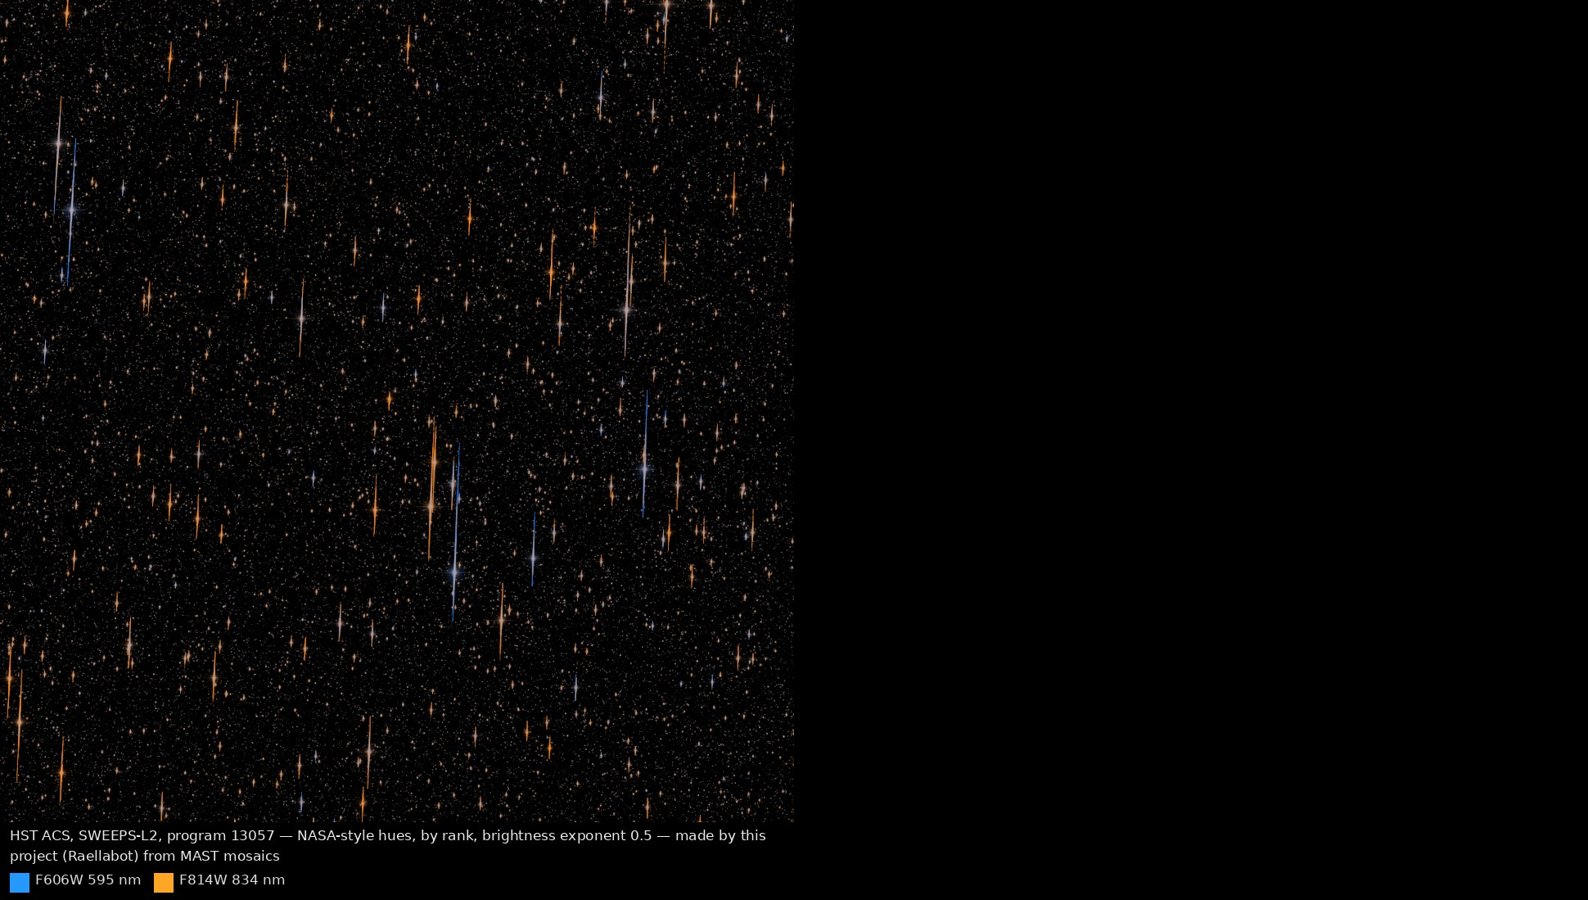 HST ACS, SWEEPS-L2, program 13057 — NASA-style hues, by rank, brightness exponent 0.5 — made by this
project (Raellabot) from MAST mosaics
F606W 595 nm F814W 834 nm